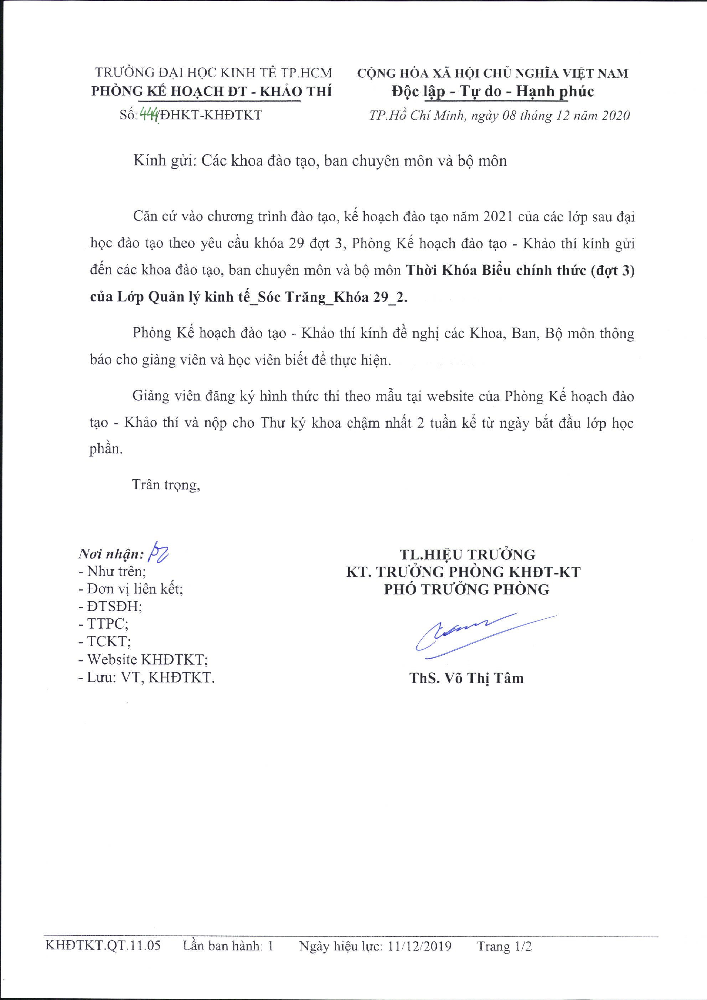 TRƯỜNG ĐẠI HỌC KINH TẾ TP.HCM
PHÒNG KẾ HOẠCH ĐT - KHẢO THÍ
Số: 444/ĐHKT-KHĐTKT
CỘNG HÒA XÃ HỘI CHỦ NGHĨA VIỆT NAM
Độc lập - Tự do - Hạnh phúc
TP.Hồ Chí Minh, ngày 08 tháng 12 năm 2020
Kính gửi: Các khoa đào tạo, ban chuyên môn và bộ môn
Căn cứ vào chương trình đào tạo, kế hoạch đào tạo năm 2021 của các lớp sau đại
học đào tạo theo yêu cầu khóa 29 đợt 3, Phòng Kế hoạch đào tạo - Khảo thí kính gửi
đến các khoa đào tạo, ban chuyên môn và bộ môn Thời Khóa Biểu chính thức (đợt 3)
của Lớp Quản lý kinh tế_Sóc Trăng_Khóa 29_2.
Phòng Kế hoạch đào tạo - Khảo thí kính đề nghị các Khoa, Ban, Bộ môn thông
báo cho giảng viên và học viên biết để thực hiện.
Giảng viên đăng ký hình thức thi theo mẫu tại website của Phòng Kế hoạch đào
tạo - Khảo thí và nộp cho Thư ký khoa chậm nhất 2 tuần kể từ ngày bắt đầu lớp học
phần.
Trân trọng,
Nơi nhận:
- Như trên;
- Đơn vị liên kết;
- ĐTSĐH;
- TTPC;
- TCKT;
- Website KHĐTKT;
- Lưu: VT, KHĐTKT.
TL.HIỆU TRƯỞNG
KT. TRƯỞNG PHÒNG KHĐT-KT
PHÓ TRƯỞNG PHÒNG
ThS. Võ Thị Tâm
KHĐTKT.QT.11.05 Lần ban hành: 1 Ngày hiệu lực: 11/12/2019 Trang 1/2